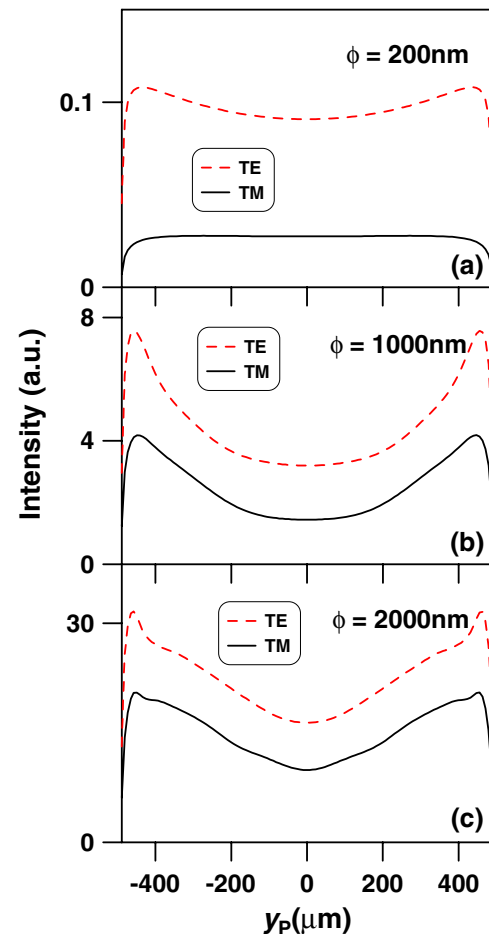 ϕ = 200nm
0.1
TE
TM
(a)
0
8
ϕ = 1000nm
TE
TM
4
(b)
0
Intensity (a.u.)
ϕ = 2000nm
30
TE
TM
(c)
0
-400 -200 0 200 400
yP(μm)